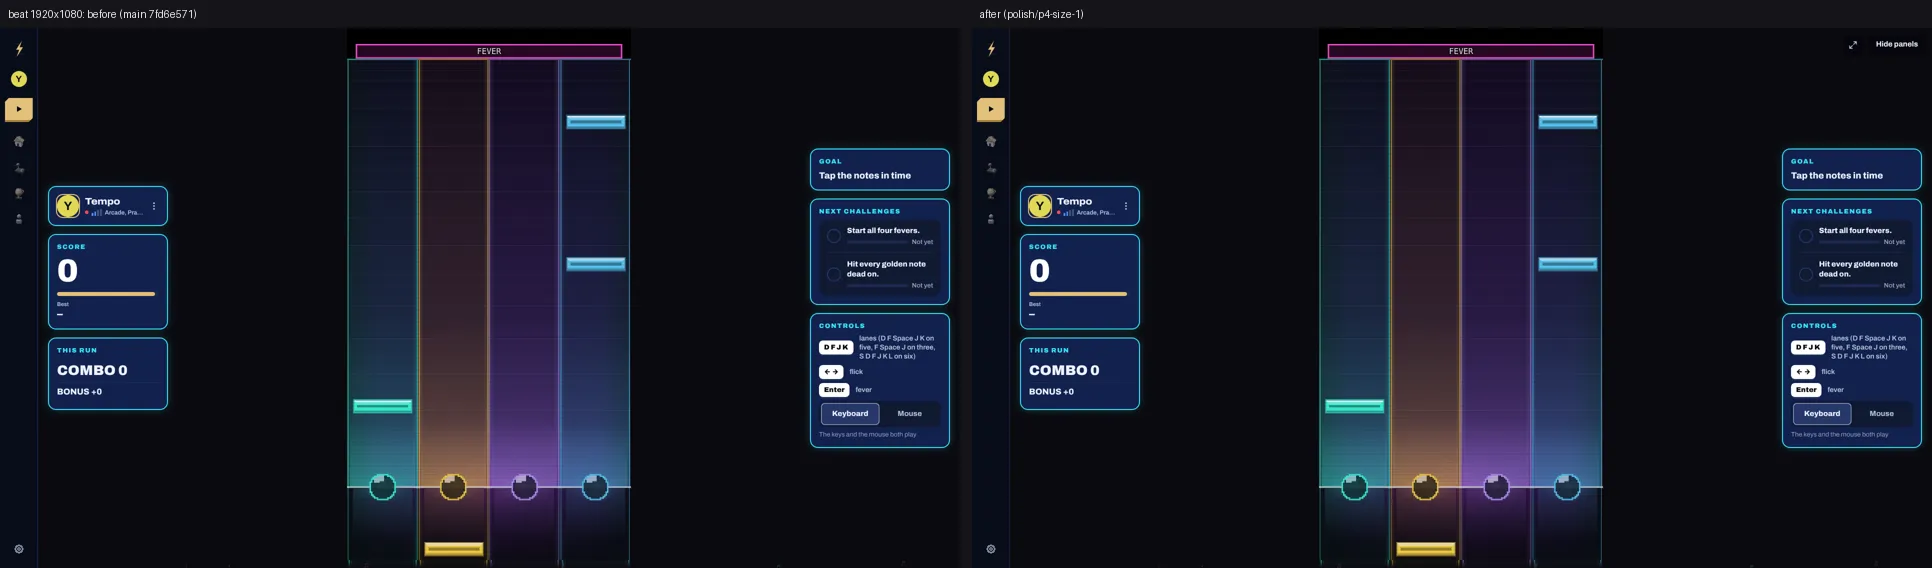 beat 1920x1080: before (main 7fd6e571)
FEVER
Y
Y
Tempo
Arcade, Pra...
SCORE
0
Best
–
THIS RUN
COMBO 0
BONUS +0
GOAL
Tap the notes in time
NEXT CHALLENGES
Start all four fevers.
Not yet
Hit every golden note
dead on.
Not yet
CONTROLS
D F J K
lanes (D F Space J K on
five, F Space J on three,
S D F J K L on six)
← → flick
Enter fever
Keyboard Mouse
The keys and the mouse both play
after (polish/p4-size-1)
FEVER
Hide panels
Y
Y
Tempo
Arcade, Pra...
SCORE
0
Best
–
THIS RUN
COMBO 0
BONUS +0
GOAL
Tap the notes in time
NEXT CHALLENGES
Start all four fevers.
Not yet
Hit every golden note
dead on.
Not yet
CONTROLS
D F J K
lanes (D F Space J K on
five, F Space J on three,
S D F J K L on six)
← → flick
Enter fever
Keyboard Mouse
The keys and the mouse both play